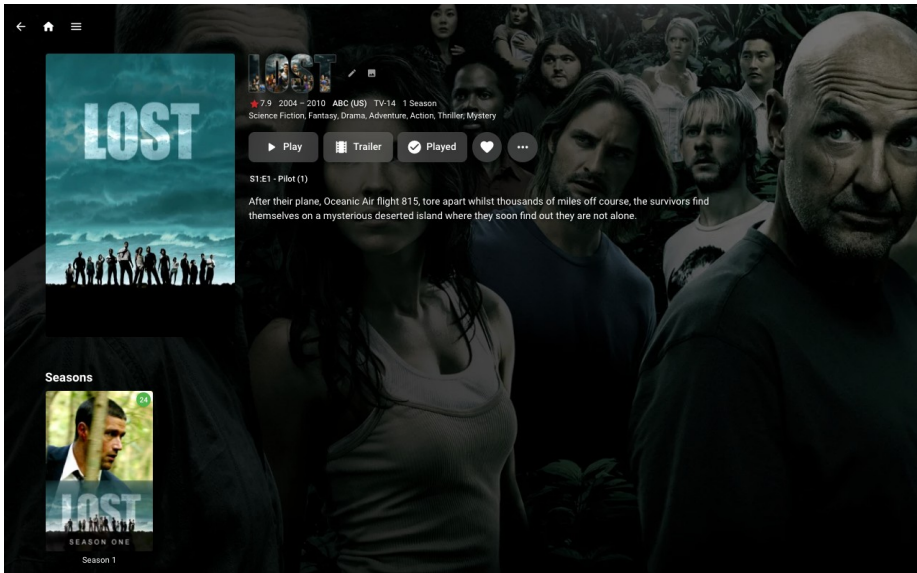 LOST
LOST
7.9 2004 – 2010 ABC (US) TV-14 1 Season
Science Fiction, Fantasy, Drama, Adventure, Action, Thriller, Mystery
Play Trailer Played
S1:E1 - Pilot (1)
After their plane, Oceanic Air flight 815, tore apart whilst thousands of miles off course, the survivors find
themselves on a mysterious deserted island where they soon find out they are not alone.
Seasons
24
LOST
SEASON ONE
Season 1